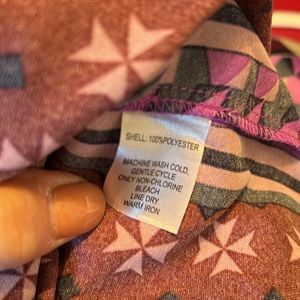 SHELL: 100%POLYESTER
MACHINE WASH COLD,
GENTLE CYCLE
ONLY NON-CHLORINE
BLEACH
LINE DRY
WARM IRON